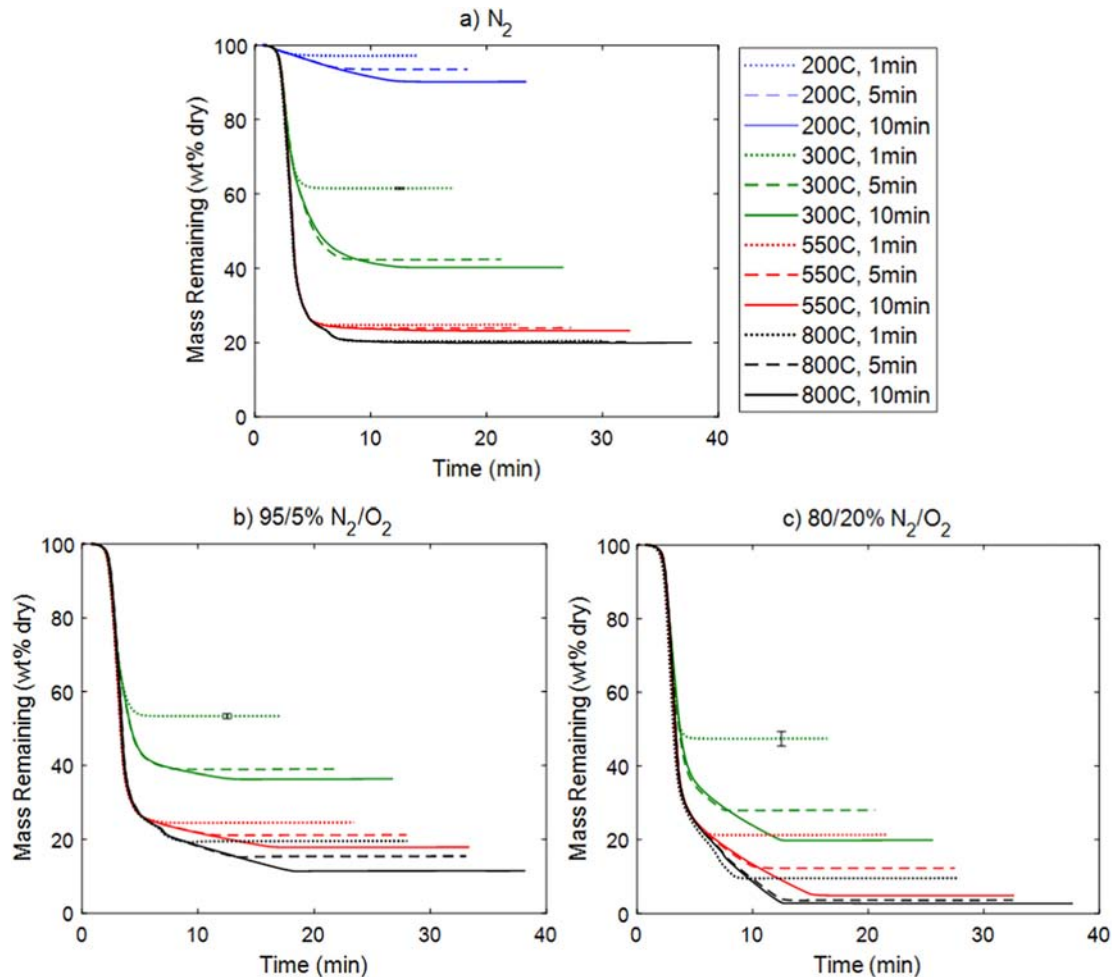 a) N₂
100
80
60
40
20
0
Mass Remaining (wt% dry)
0 10 20 30 40
Time (min)
200C, 1min
200C, 5min
200C, 10min
300C, 1min
300C, 5min
300C, 10min
550C, 1min
550C, 5min
550C, 10min
800C, 1min
800C, 5min
800C, 10min
b) 95/5% N₂/O₂
100
80
60
40
20
0
Mass Remaining (wt% dry)
0 10 20 30 40
Time (min)
c) 80/20% N₂/O₂
100
80
60
40
20
0
Mass Remaining (wt% dry)
0 10 20 30 40
Time (min)